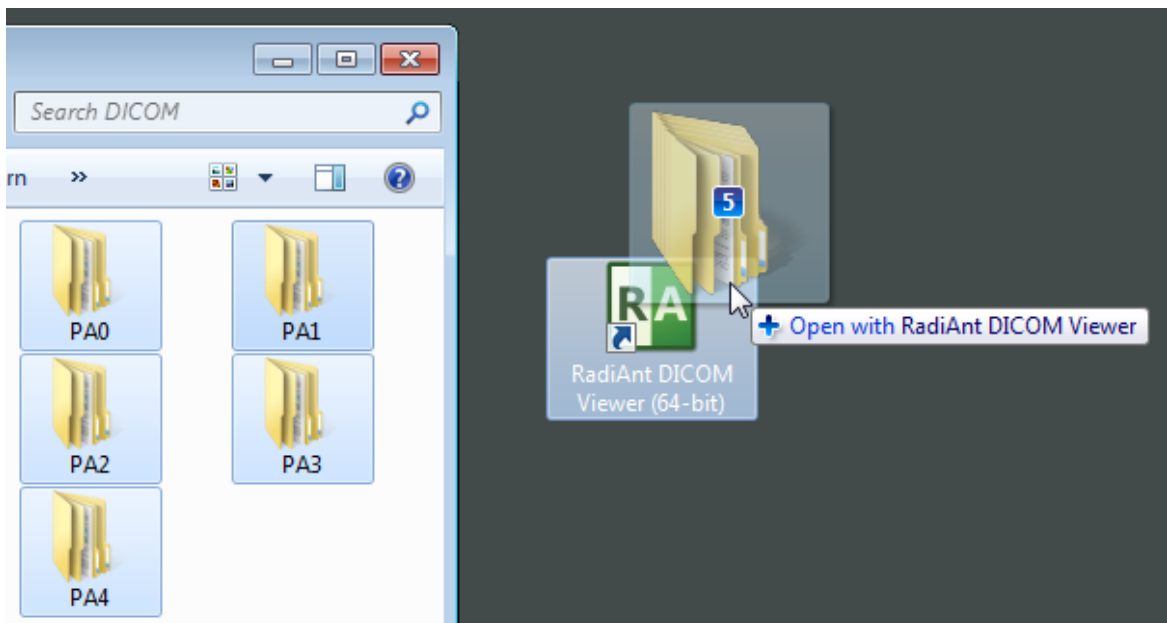 Search DICOM
rn »
PA0
PA1
PA2
PA3
PA4
5
RA
Open with RadiAnt DICOM Viewer
RadiAnt DICOM
Viewer (64-bit)